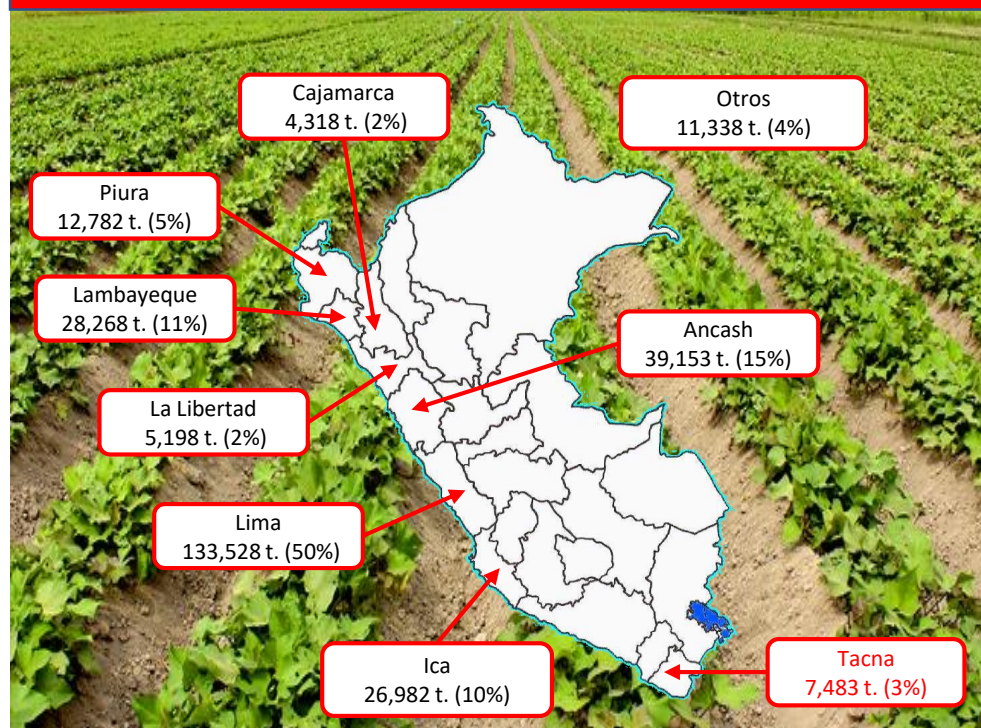 Cajamarca
4,318 t. (2%)
Otros
11,338 t. (4%)
Piura
12,782 t. (5%)
Lambayeque
28,268 t. (11%)
Ancash
39,153 t. (15%)
La Libertad
5,198 t. (2%)
Lima
133,528 t. (50%)
Ica
26,982 t. (10%)
Tacna
7,483 t. (3%)